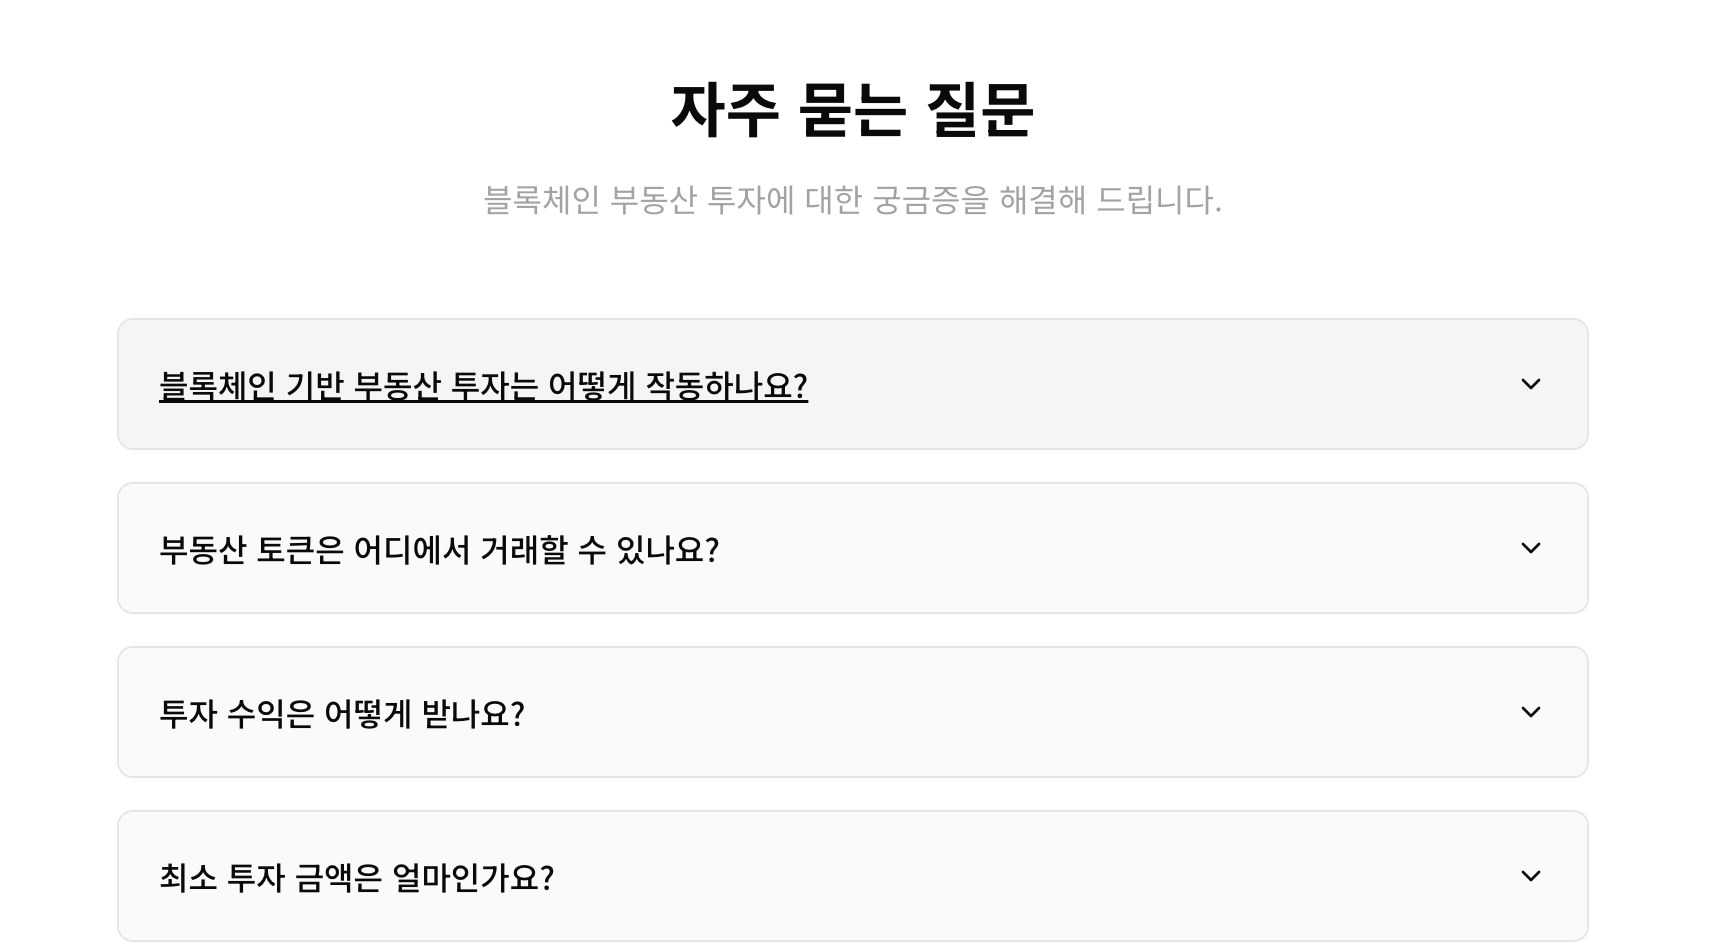 자주 묻는 질문
블록체인 부동산 투자에 대한 궁금증을 해결해 드립니다.
블록체인 기반 부동산 투자는 어떻게 작동하나요?
부동산 토큰은 어디에서 거래할 수 있나요?
투자 수익은 어떻게 받나요?
최소 투자 금액은 얼마인가요?